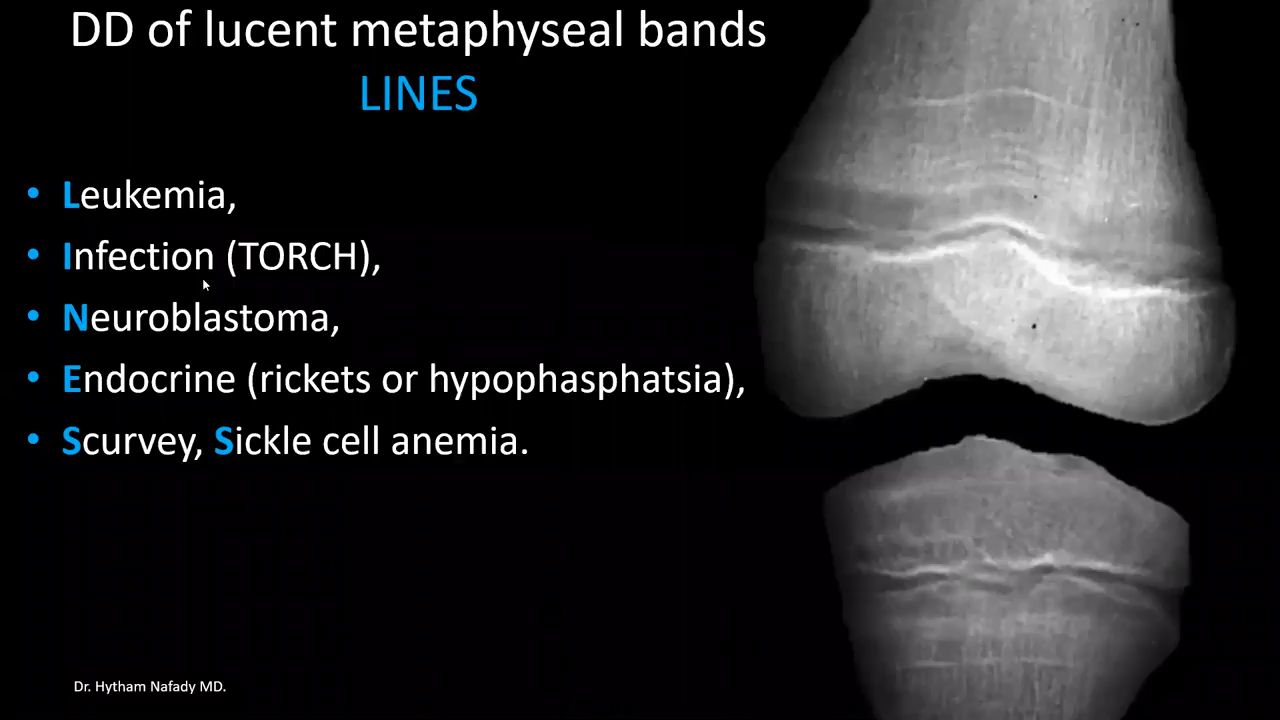 DD of lucent metaphyseal bands
LINES
• Leukemia,
• Infection (TORCH),
• Neuroblastoma,
• Endocrine (rickets or hypophasphatsia),
• Scurvey, Sickle cell anemia.
Dr. Hytham Nafady MD.